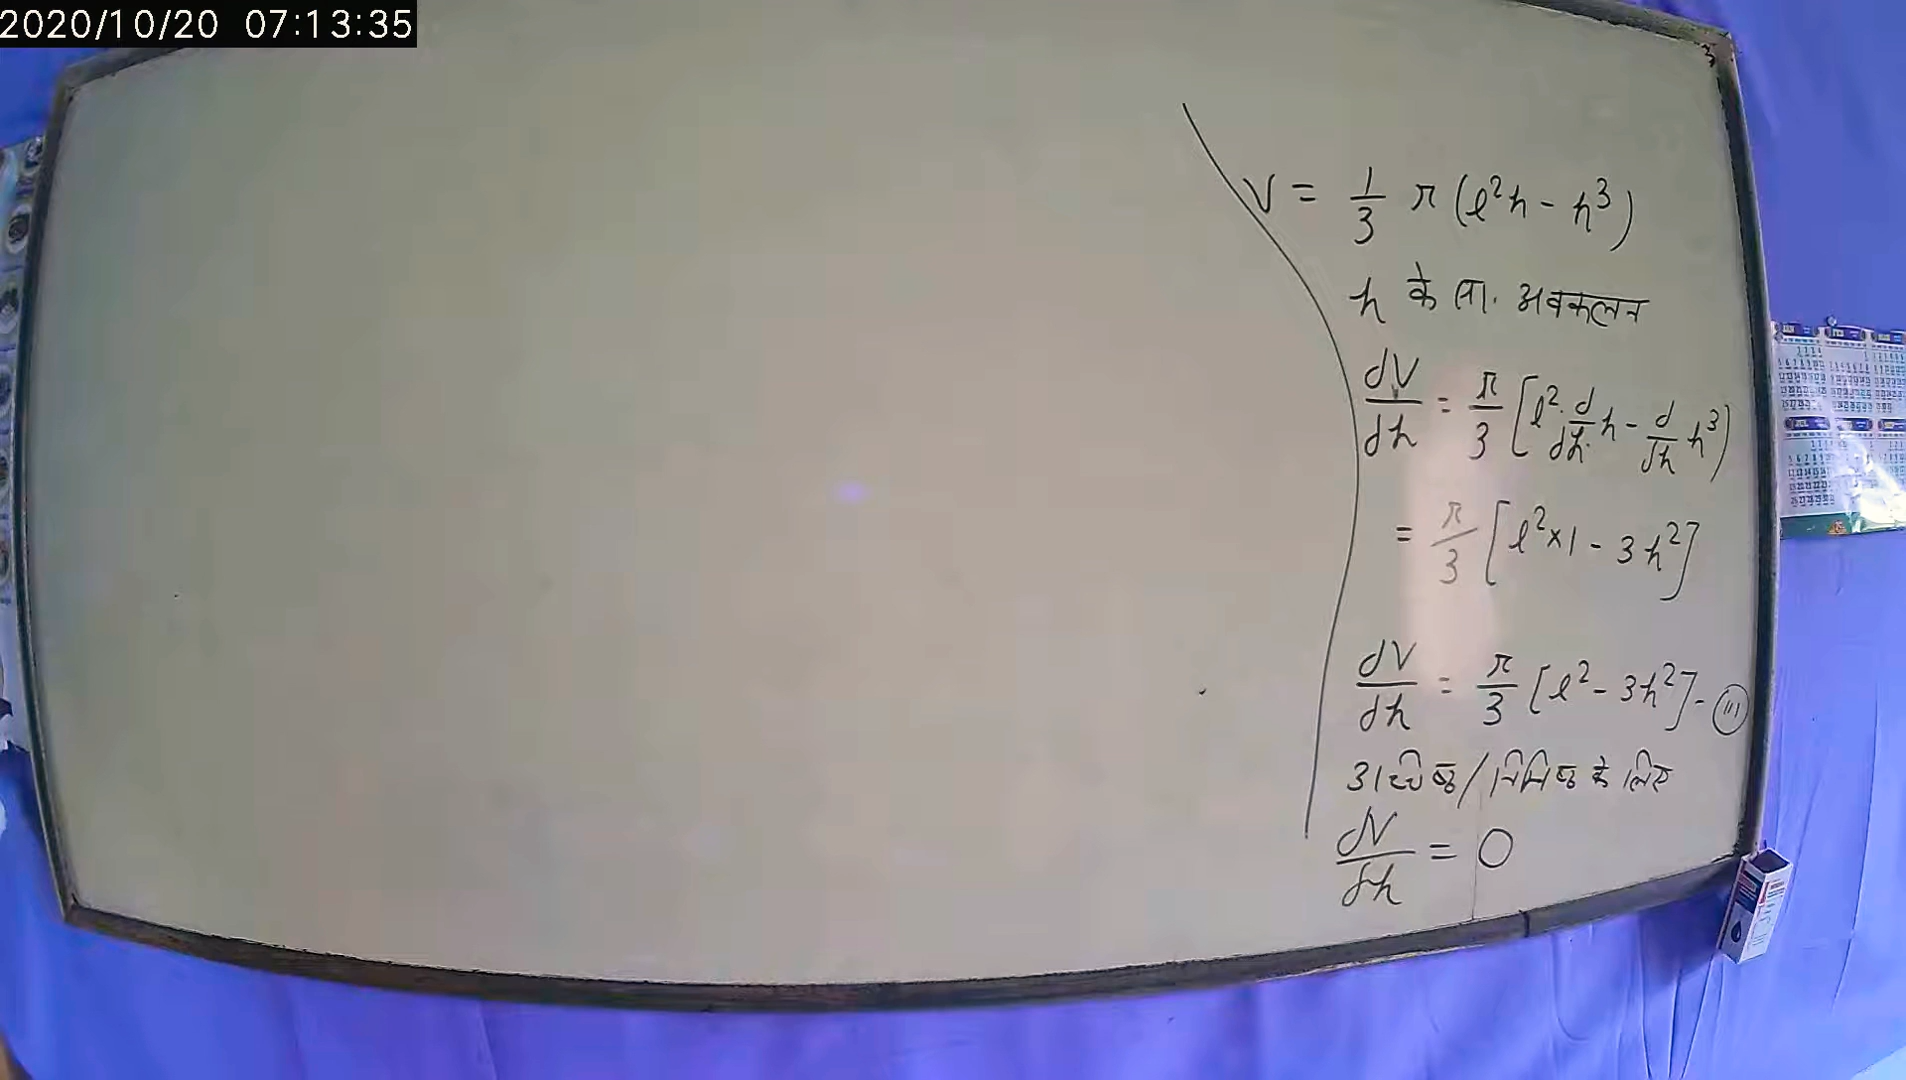 2020/10/20 07:13:35
V = 1/3 π (l²h - h³)
h के सा. अवकलन
dV/dh = π/3 [l². d/dh. h - d/dh h³)
= π/3 [l²×1 - 3h²]
dV/dh = π/3 [l² - 3h²] - (III)
उच्चिष्ठ/निम्निष्ठ के लिए
dV/dh = 0